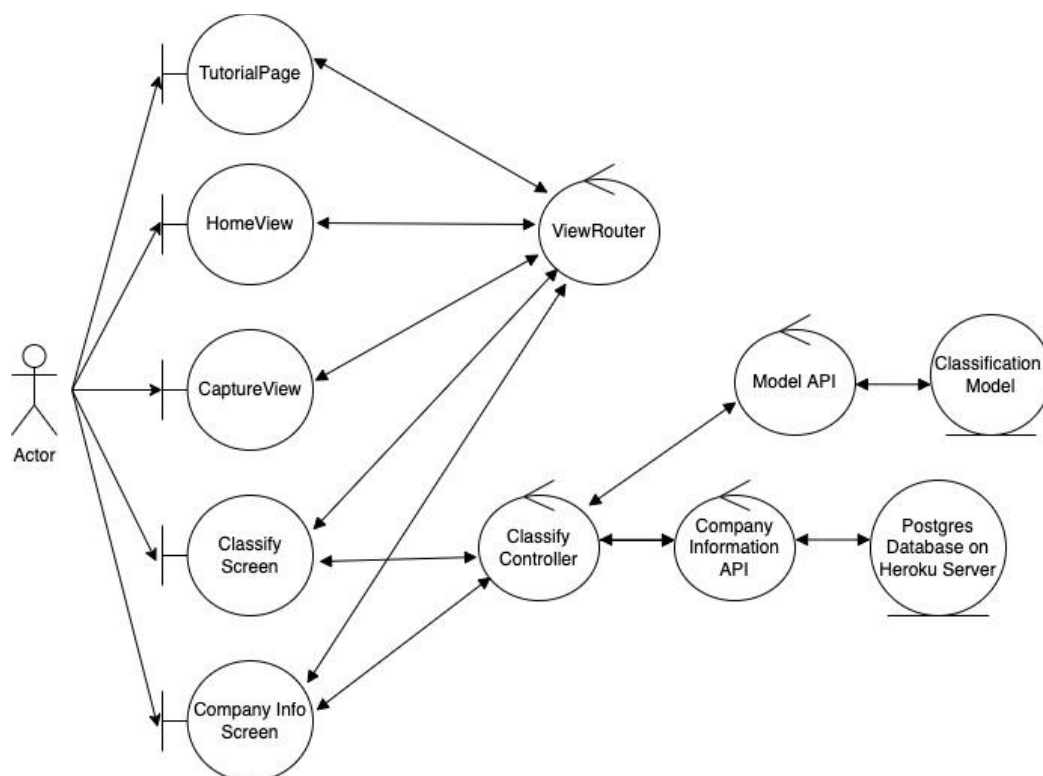 TutorialPage
HomeView
ViewRouter
CaptureView
Actor
Model API
Classification
Model
Classify
Screen
Classify
Controller
Company
Information
API
Postgres
Database on
Heroku Server
Company Info
Screen